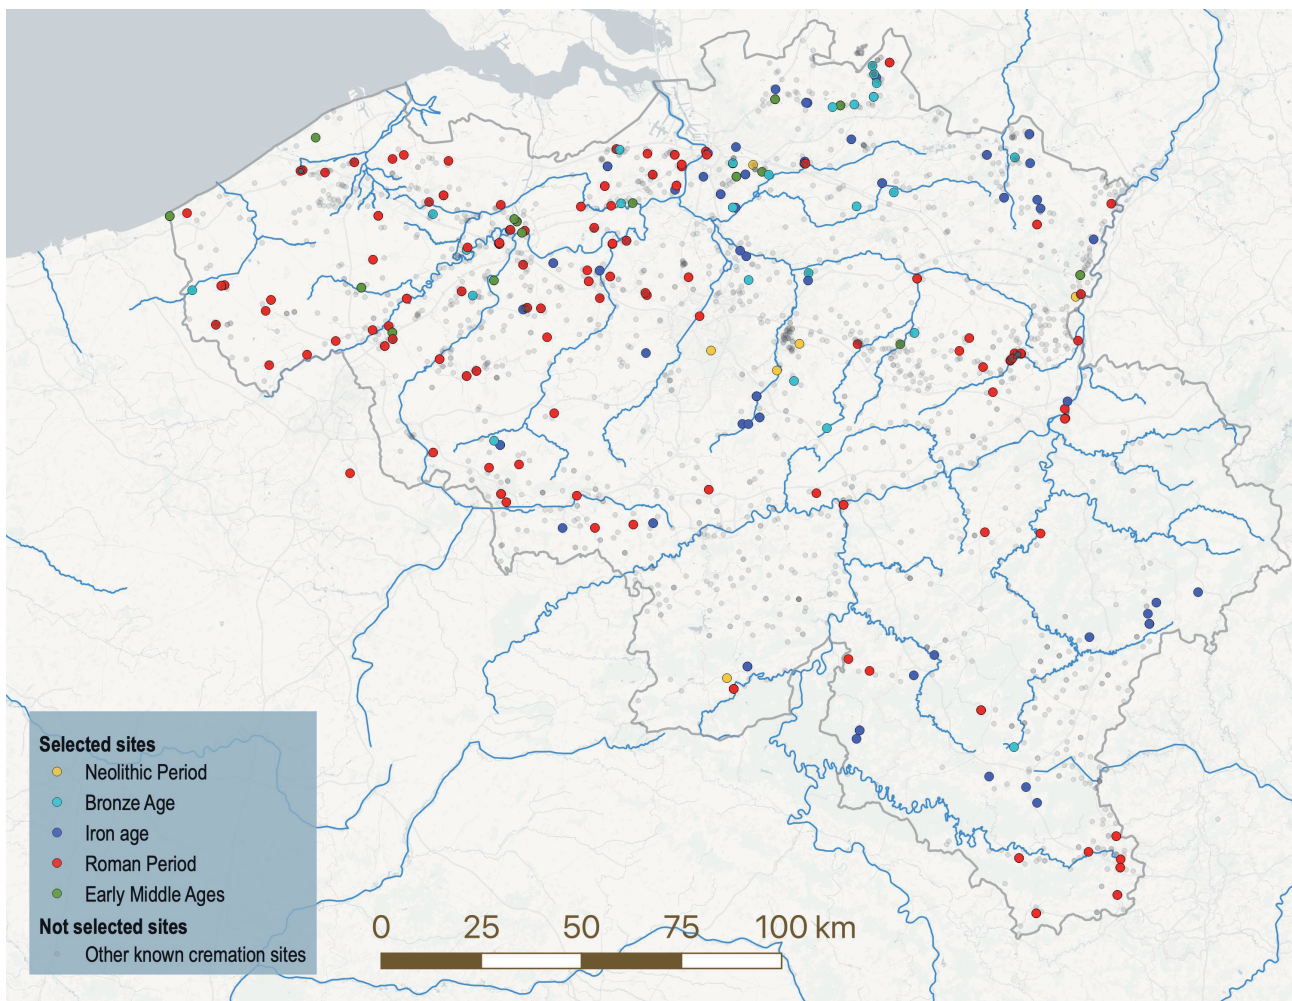 Selected sites
Neolithic Period
Bronze Age
Iron age
Roman Period
Early Middle Ages
Not selected sites
Other known cremation sites
0 25 50 75 100 km